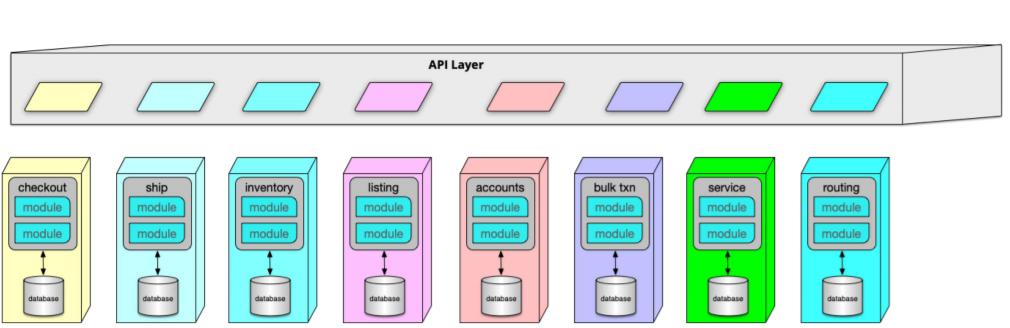 API Layer
checkout
module
module
database
ship
module
module
database
inventory
module
module
database
listing
module
module
database
accounts
module
module
database
bulk txn
module
module
database
service
module
module
database
routing
module
module
database